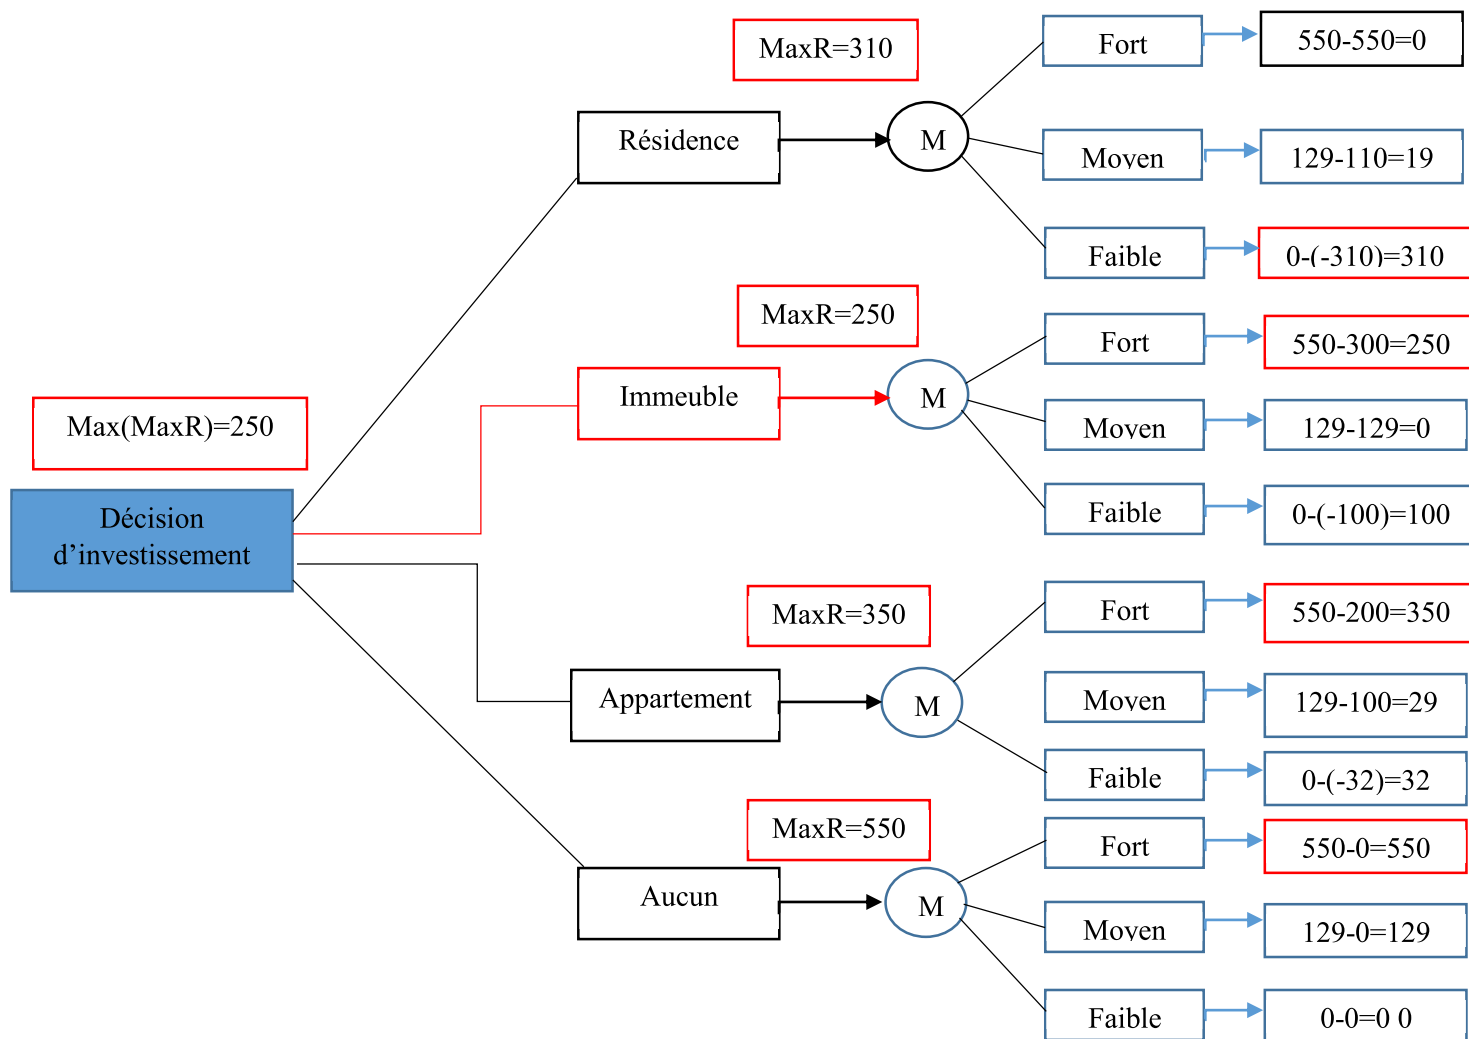 MaxR=310
Fort
550-550=0
Résidence
M
Moyen
129-110=19
Faible
0-(-310)=310
MaxR=250
Fort
550-300=250
Immeuble
M
Moyen
129-129=0
Faible
0-(-100)=100
Max(MaxR)=250
Décision
d’investissement
MaxR=350
Fort
550-200=350
Appartement
M
Moyen
129-100=29
Faible
0-(-32)=32
MaxR=550
Fort
550-0=550
Aucun
M
Moyen
129-0=129
Faible
0-0=0 0